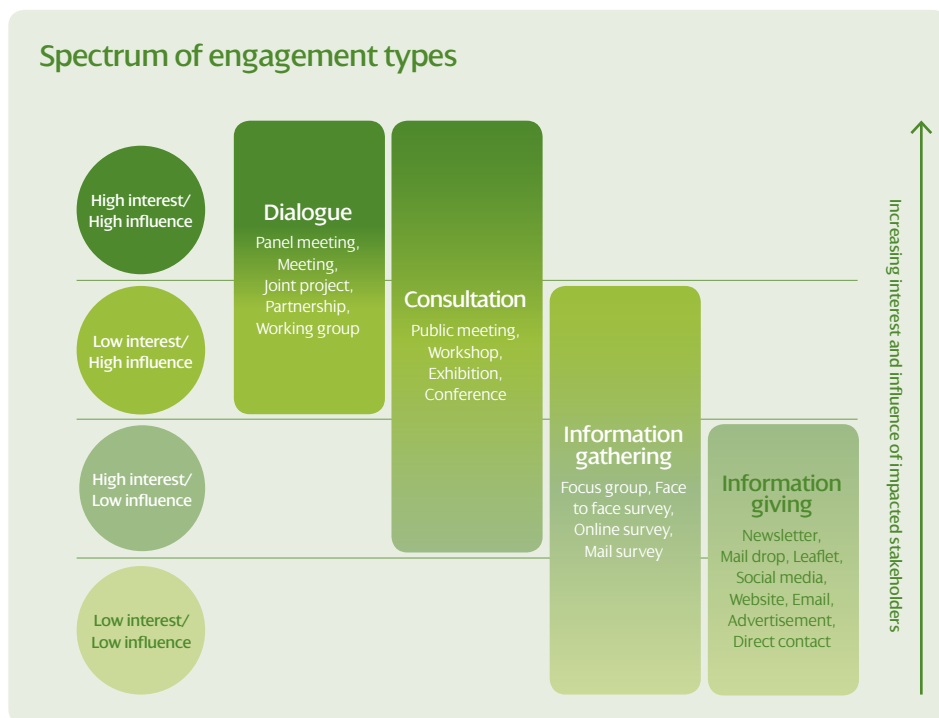 Spectrum of engagement types
High interest/
High influence
Low interest/
High influence
High interest/
Low influence
Low interest/
Low influence
Dialogue
Panel meeting,
Meeting,
Joint project,
Partnership,
Working group
Consultation
Public meeting,
Workshop,
Exhibition,
Conference
Information
gathering
Focus group, Face
to face survey,
Online survey,
Mail survey
Information
giving
Newsletter,
Mail drop, Leaflet,
Social media,
Website, Email,
Advertisement,
Direct contact
Increasing interest and influence of impacted stakeholders